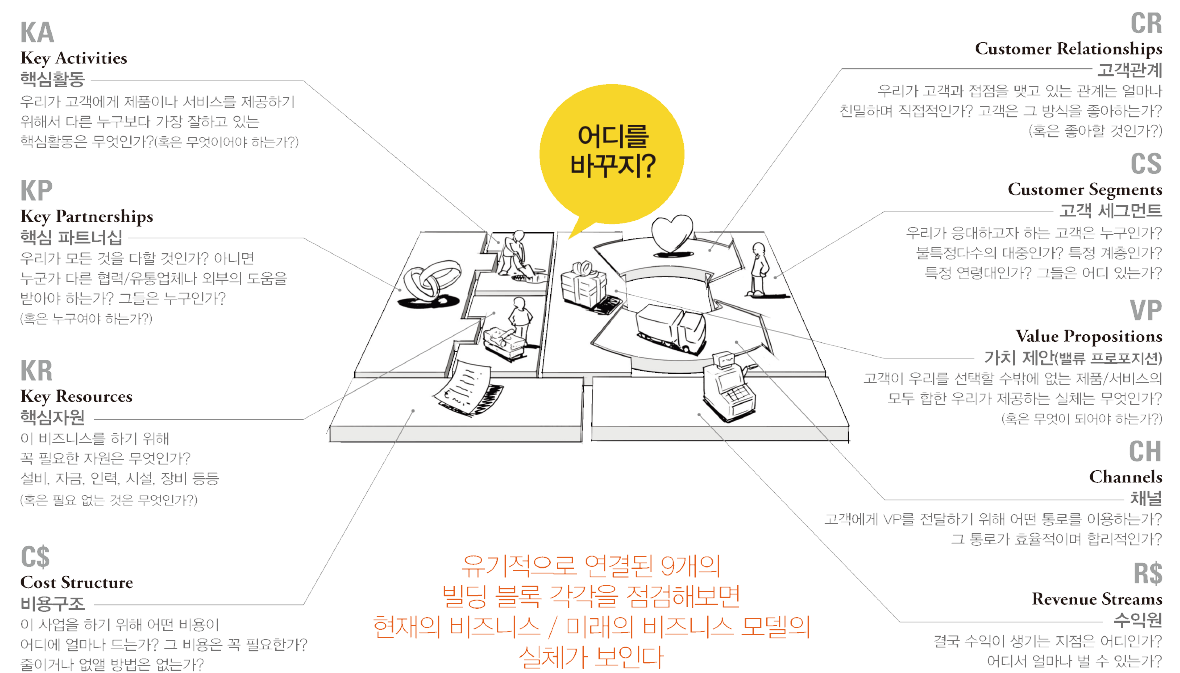 KA
Key Activities
핵심활동
우리가 고객에게 제품이나 서비스를 제공하기
위해서 다른 누구보다 가장 잘하고 있는
핵심활동은 무엇인가?(혹은 무엇이어야 하는가?)
KP
Key Partnerships
핵심 파트너십
우리가 모든 것을 다할 것인가? 아니면
누군가 다른 협력/유통업체나 외부의 도움을
받아야 하는가? 그들은 누구인가?
(혹은 누구여야 하는가?)
KR
Key Resources
핵심자원
이 비즈니스를 하기 위해
꼭 필요한 자원은 무엇인가?
설비, 자금, 인력, 시설, 장비 등등
(혹은 필요 없는 것은 무엇인가?)
C$
Cost Structure
비용구조
이 사업을 하기 위해 어떤 비용이
어디에 얼마나 드는가? 그 비용은 꼭 필요한가?
줄이거나 없앨 방법은 없는가?
어디를
바꾸지?
유기적으로 연결된 9개의
빌딩 블록 각각을 점검해보면
현재의 비즈니스 / 미래의 비즈니스 모델의
실체가 보인다
CR
Customer Relationships
고객관계
우리가 고객과 접점을 맺고 있는 관계는 얼마나
친밀하며 직접적인가? 고객은 그 방식을 좋아하는가?
(혹은 좋아할 것인가?)
CS
Customer Segments
고객 세그먼트
우리가 응대하고자 하는 고객은 누구인가?
불특정다수의 대중인가? 특정 계층인가?
특정 연령대인가? 그들은 어디 있는가?
VP
Value Propositions
가치 제안(밸류 프로포지션)
고객이 우리를 선택할 수밖에 없는 제품/서비스의
모두 합한 우리가 제공하는 실체는 무엇인가?
(혹은 무엇이 되어야 하는가?)
CH
Channels
채널
고객에게 VP를 전달하기 위해 어떤 통로를 이용하는가?
그 통로가 효율적이며 합리적인가?
R$
Revenue Streams
수익원
결국 수익이 생기는 지점은 어디인가?
어디서 얼마나 벌 수 있는가?